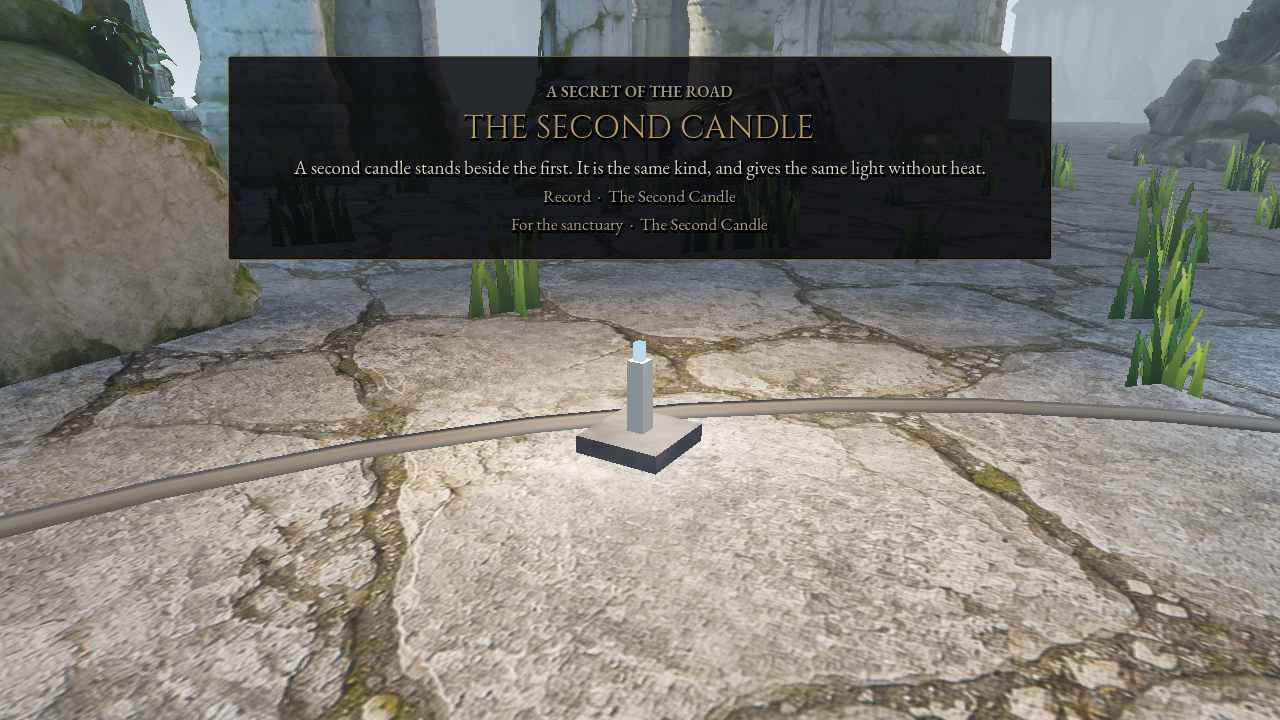 A SECRET OF THE ROAD
THE SECOND CANDLE
A second candle stands beside the first. It is the same kind, and gives the same light without heat.
Record · The Second Candle
For the sanctuary · The Second Candle